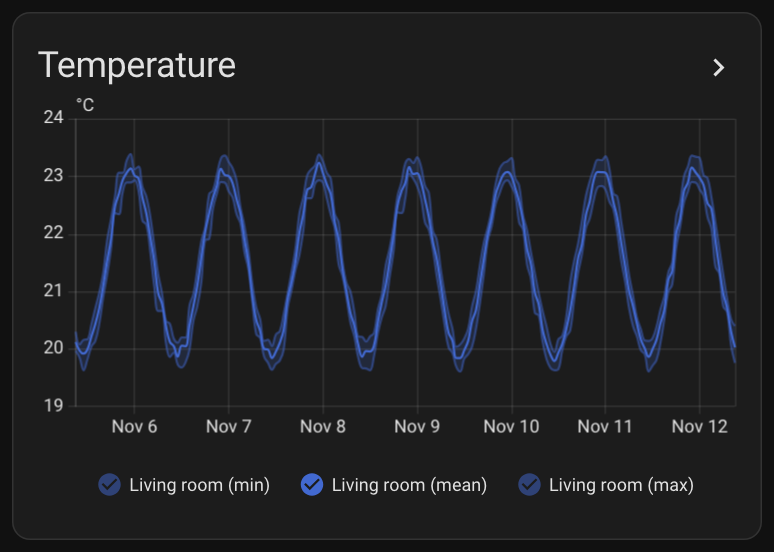 Temperature
°C
24
23
22
21
20
19
Nov 6 Nov 7 Nov 8 Nov 9 Nov 10 Nov 11 Nov 12
Living room (min) Living room (mean) Living room (max)